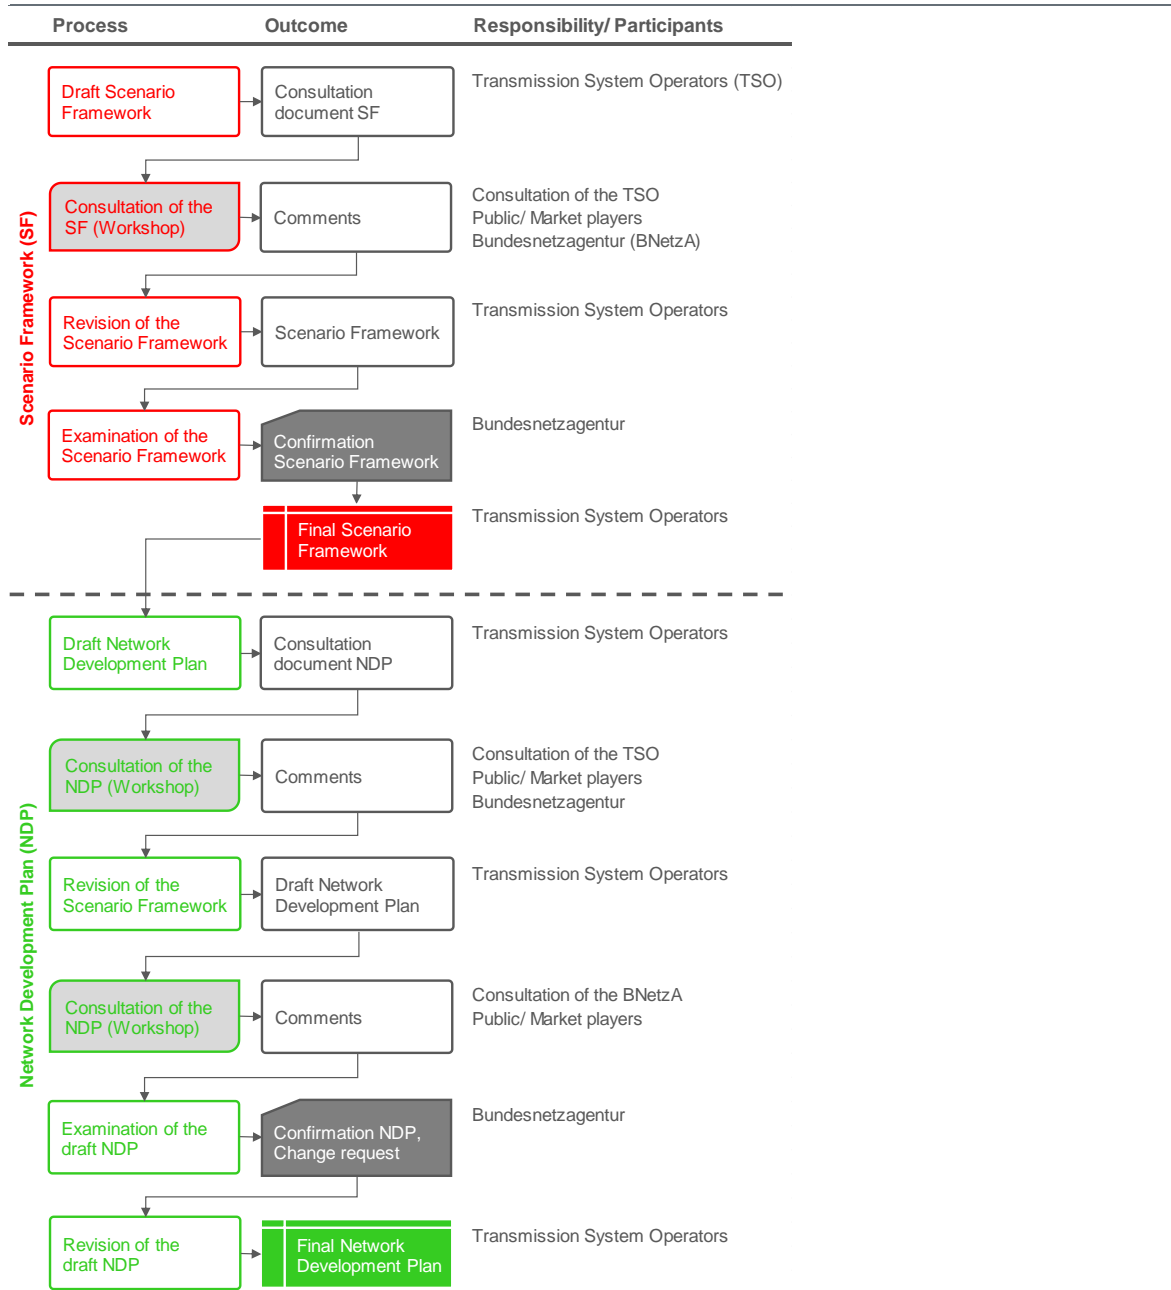 Process
Outcome
Responsibility/ Participants
Scenario Framework (SF)
Draft Scenario
Framework
Consultation
document SF
Transmission System Operators (TSO)
Consultation of the
SF (Workshop)
Comments
Consultation of the TSO
Public/ Market players
Bundesnetzagentur (BNetzA)
Revision of the
Scenario Framework
Scenario Framework
Transmission System Operators
Examination of the
Scenario Framework
Confirmation
Scenario Framework
Bundesnetzagentur
Final Scenario
Framework
Transmission System Operators
Network Development Plan (NDP)
Draft Network
Development Plan
Consultation
document NDP
Transmission System Operators
Consultation of the
NDP (Workshop)
Comments
Consultation of the TSO
Public/ Market players
Bundesnetzagentur
Revision of the
Scenario Framework
Draft Network
Development Plan
Transmission System Operators
Consultation of the
NDP (Workshop)
Comments
Consultation of the BNetzA
Public/ Market players
Examination of the
draft NDP
Confirmation NDP,
Change request
Bundesnetzagentur
Revision of the
draft NDP
Final Network
Development Plan
Transmission System Operators